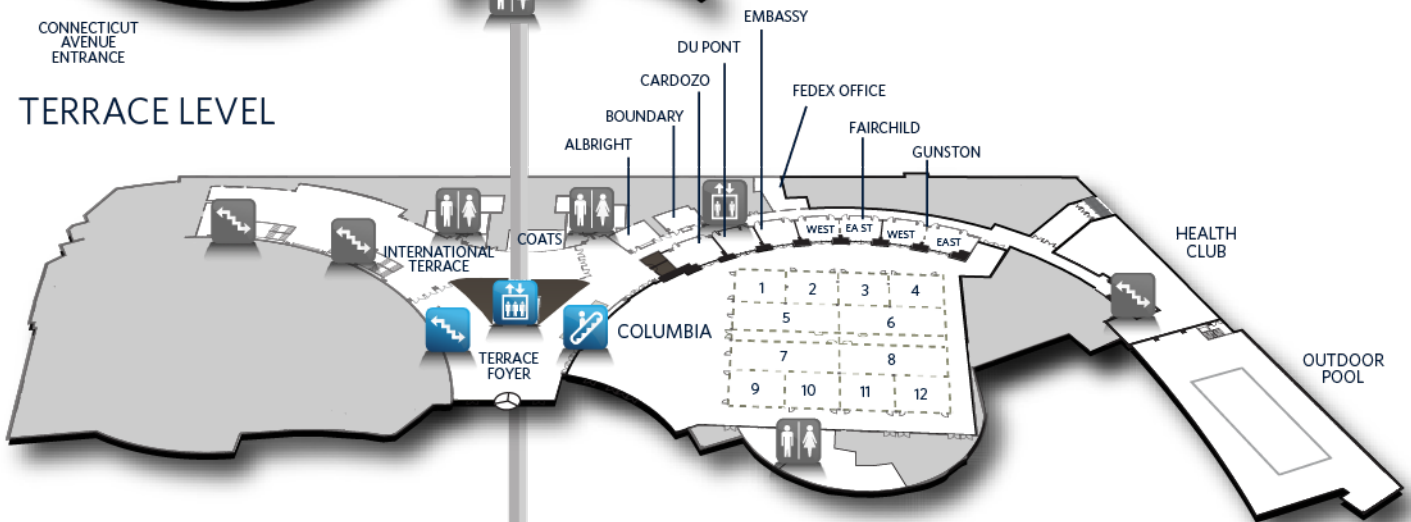 CONNECTICUT
AVENUE
ENTRANCE
TERRACE LEVEL
EMBASSY
DU PONT
CARDOZO
BOUNDARY
ALBRIGHT
FEDEX OFFICE
FAIRCHILD
GUNSTON
INTERNATIONAL
TERRACE
COATS
WEST
EA ST
WEST
EAST
HEALTH
CLUB
1 2 3 4
5 6
COLUMBIA
7 8
9 10 11 12
TERRACE
FOYER
OUTDOOR
POOL